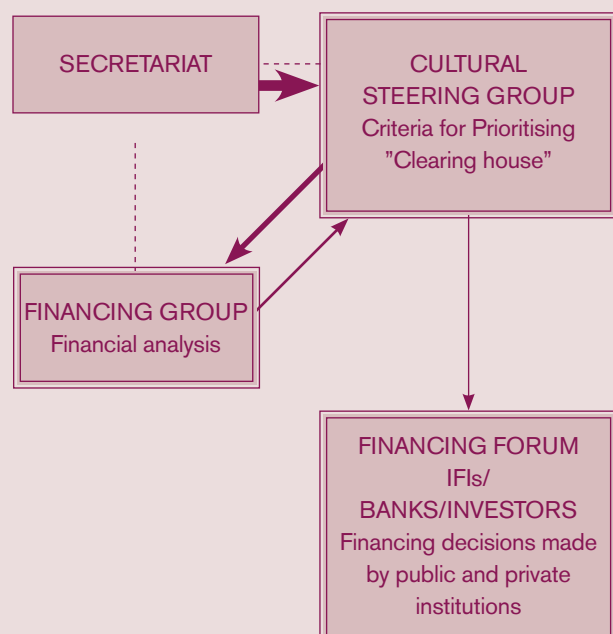 SECRETARIAT
CULTURAL
STEERING GROUP
Criteria for Prioritising
”Clearing house”
FINANCING GROUP
Financial analysis
FINANCING FORUM
IFIs/
BANKS/INVESTORS
Financing decisions made
by public and private
institutions